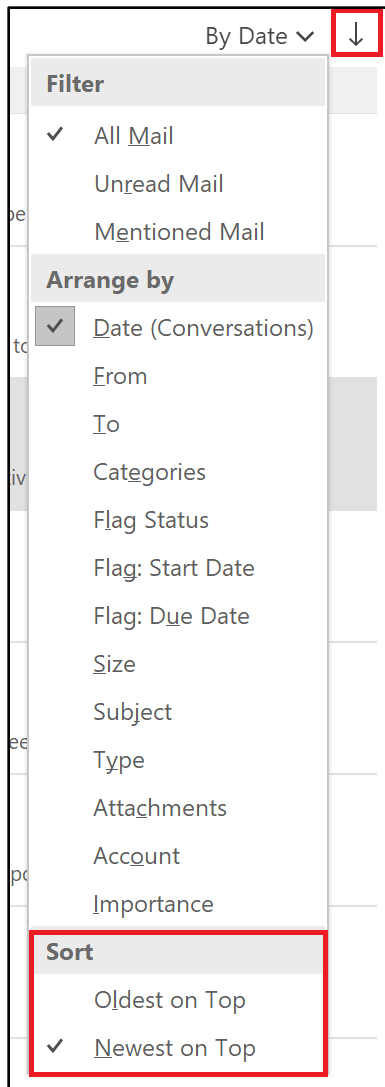 By Date
Filter
All Mail
Unread Mail
Mentioned Mail
Arrange by
Date (Conversations)
From
To
Categories
Flag Status
Flag: Start Date
Flag: Due Date
Size
Subject
Type
Attachments
Account
Importance
Sort
Oldest on Top
Newest on Top